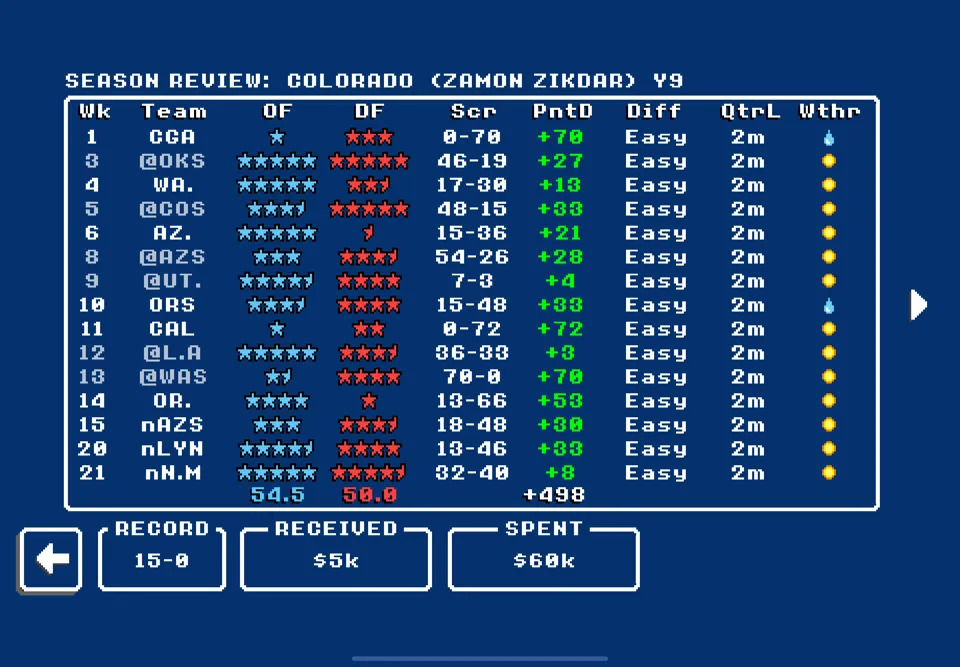 SEASON REVIEW: COLORADO (ZAMON ZIKDAR) Y9
Wk Team OF DF Scr PntD Diff QtrL Wthr
1 CGA 0-70 +70 Easy 2m
3 @OKS 46-19 +27 Easy 2m
4 WA. 17-30 +13 Easy 2m
5 @COS 48-15 +33 Easy 2m
6 AZ. 15-36 +21 Easy 2m
8 @AZS 54-26 +28 Easy 2m
9 @UT. 7-3 +4 Easy 2m
10 ORS 15-48 +33 Easy 2m
11 CAL 0-72 +72 Easy 2m
12 @L.A 36-33 +3 Easy 2m
13 @WAS 70-0 +70 Easy 2m
14 OR. 13-66 +53 Easy 2m
15 nAZS 18-48 +30 Easy 2m
20 nLYN 13-46 +33 Easy 2m
21 nN.M 32-40 +8 Easy 2m
54.5 50.0 +498
RECORD RECEIVED SPENT
15-0 $5k $60k